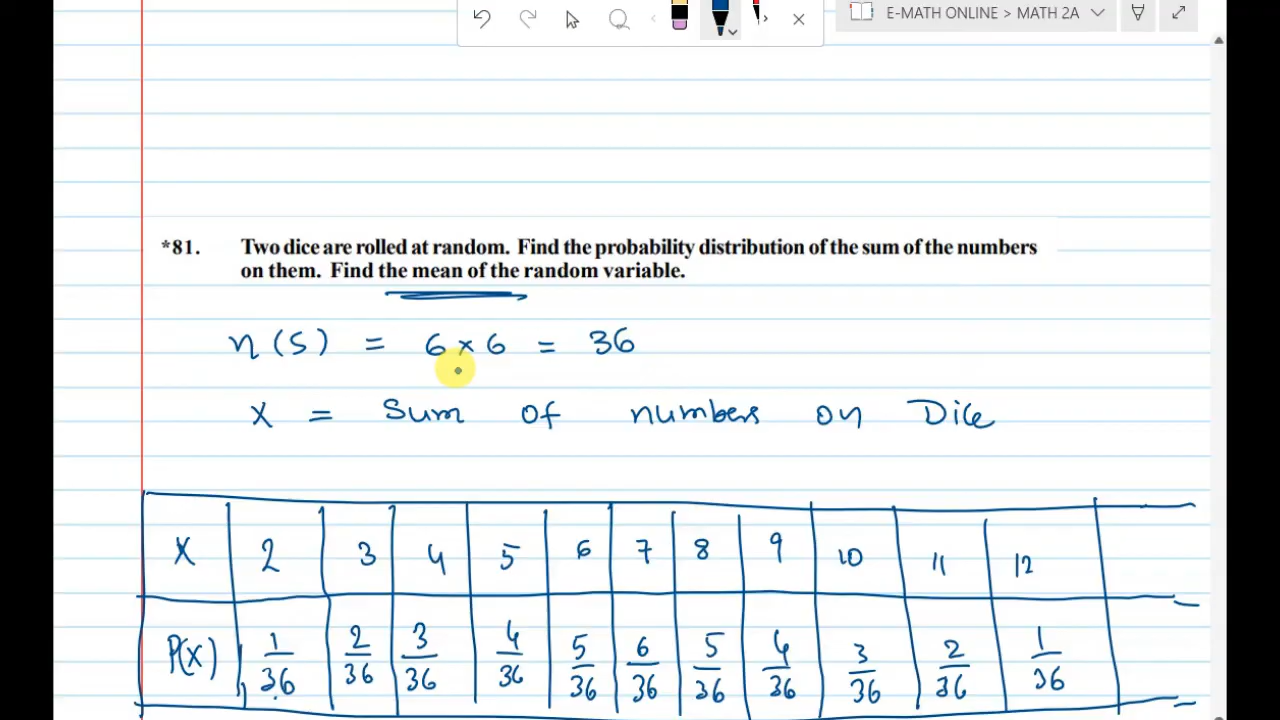 E-MATH ONLINE > MATH 2A
*81. Two dice are rolled at random. Find the probability distribution of the sum of the numbers
on them. Find the mean of the random variable.
n(S) = 6 × 6 = 36
X = Sum of numbers on Dice
X 2 3 4 5 6 7 8 9 10 11 12
P(X) 1/36 2/36 3/36 4/36 5/36 6/36 5/36 4/36 3/36 2/36 1/36